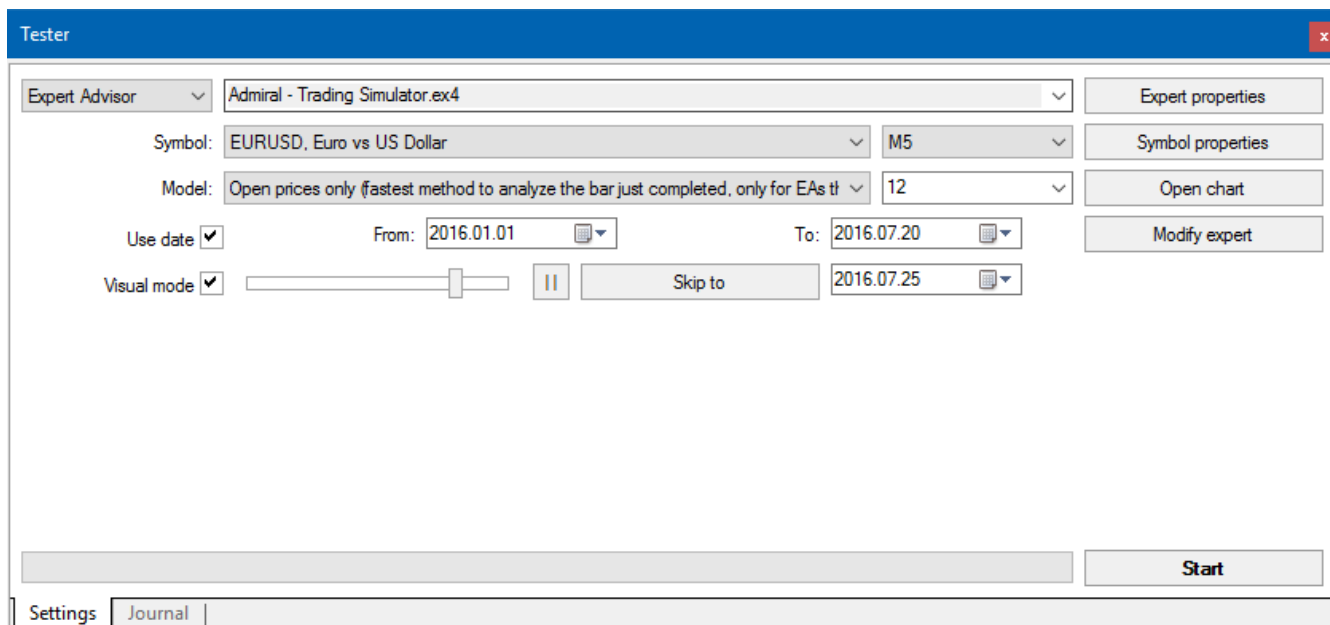 Tester
x
Expert Advisor Admiral - Trading Simulator.ex4 Expert properties
Symbol: EURUSD, Euro vs US Dollar M5 Symbol properties
Model: Open prices only (fastest method to analyze the bar just completed, only for EAs 12 Open chart
Use date From: 2016.01.01 To: 2016.07.20 Modify expert
Visual mode Skip to 2016.07.25
Start
Settings Journal